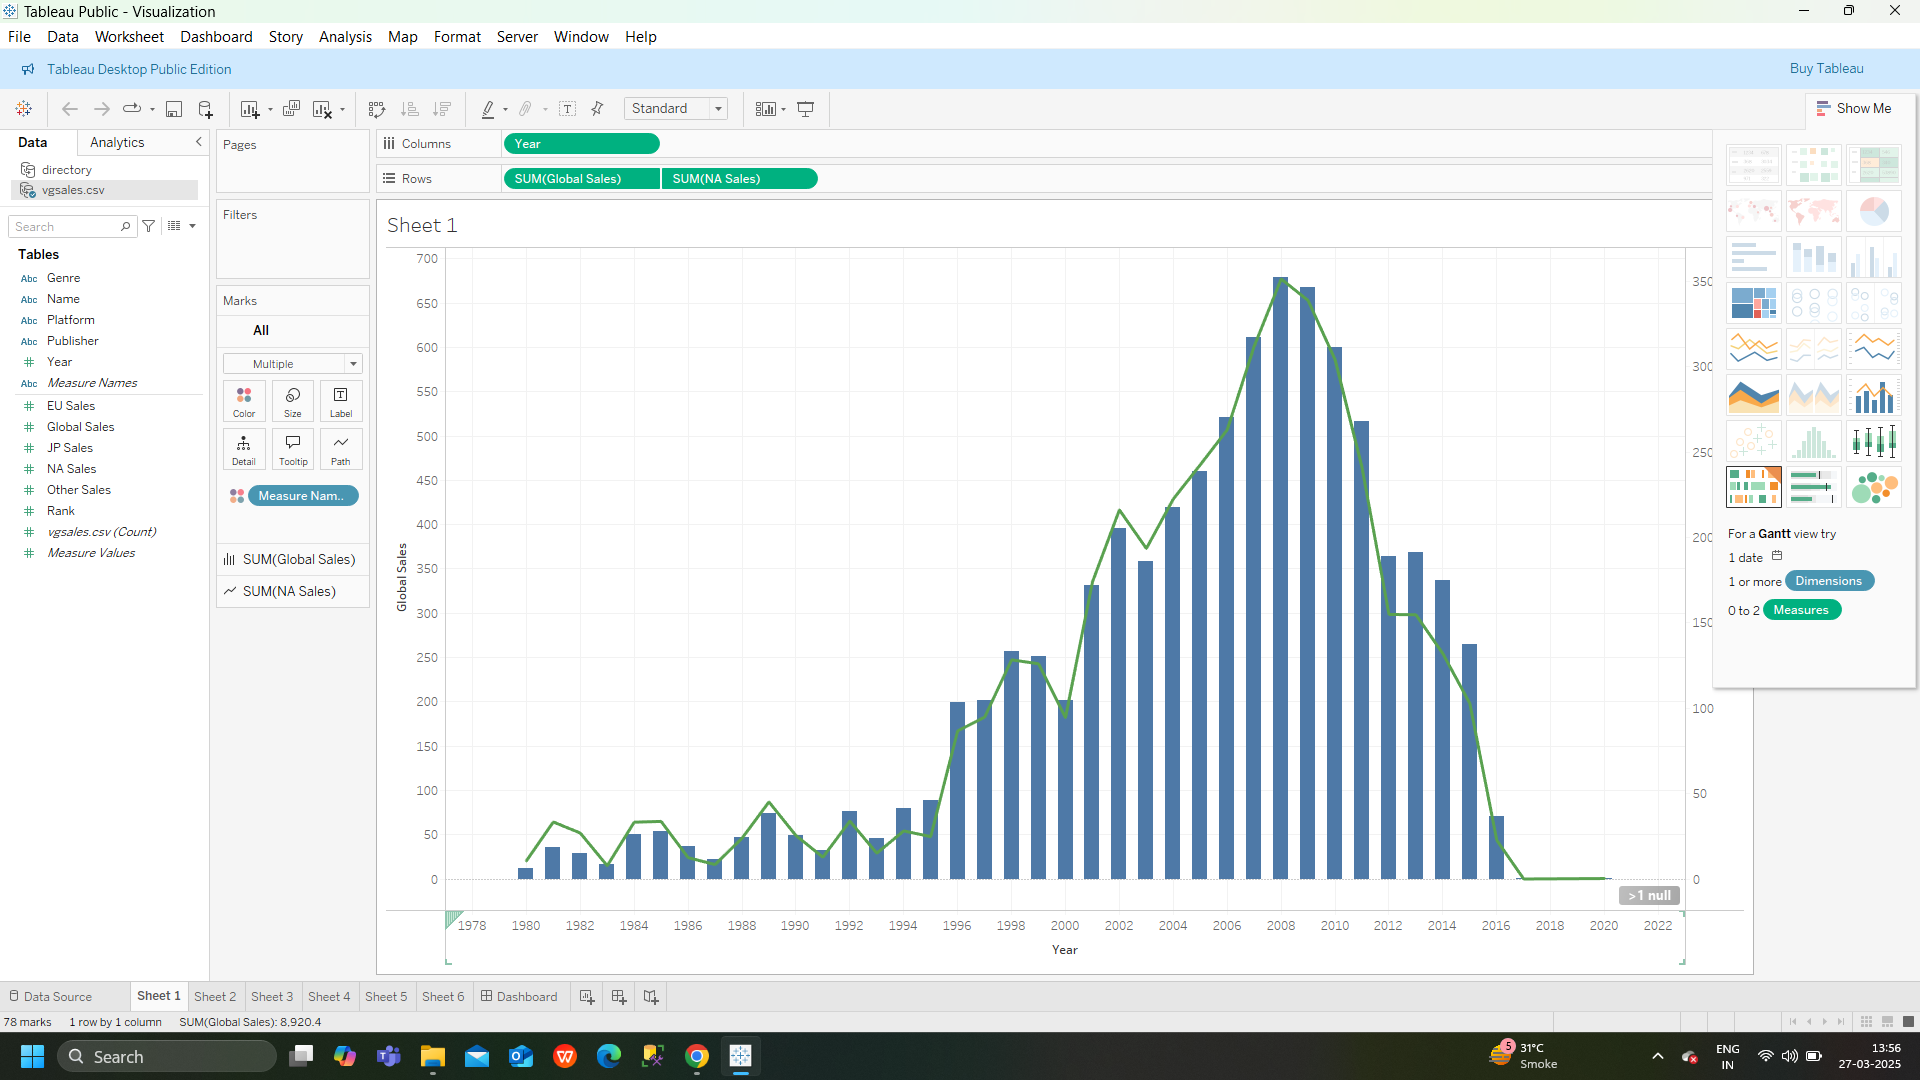 Tableau Public - Visualization
File Data Worksheet Dashboard Story Analysis Map Format Server Window Help
Tableau Desktop Public Edition
Buy Tableau
Standard
Show Me
Data Analytics
directory
vgsales.csv
Search
Tables
Abc Genre
Abc Name
Abc Platform
Abc Publisher
Year
Abc Measure Names
EU Sales
Global Sales
JP Sales
NA Sales
Other Sales
Rank
vgsales.csv (Count)
Measure Values
Pages
Filters
Marks
All
Multiple
Color Size Label
Detail Tooltip Path
Measure Nam..
SUM(Global Sales)
SUM(NA Sales)
Columns Year
Rows SUM(Global Sales) SUM(NA Sales)
Sheet 1
Global Sales
700
650
600
550
500
450
400
350
300
250
200
150
100
50
0
350
300
250
200
150
100
50
0
>1 null
1978 1980 1982 1984 1986 1988 1990 1992 1994 1996 1998 2000 2002 2004 2006 2008 2010 2012 2014 2016 2018 2020 2022
Year
For a Gantt view try
1 date
1 or more Dimensions
0 to 2 Measures
Data Source Sheet 1 Sheet 2 Sheet 3 Sheet 4 Sheet 5 Sheet 6 Dashboard
78 marks 1 row by 1 column SUM(Global Sales): 8,920.4
Search
5
31°C
Smoke
ENG
IN
13:56
27-03-2025